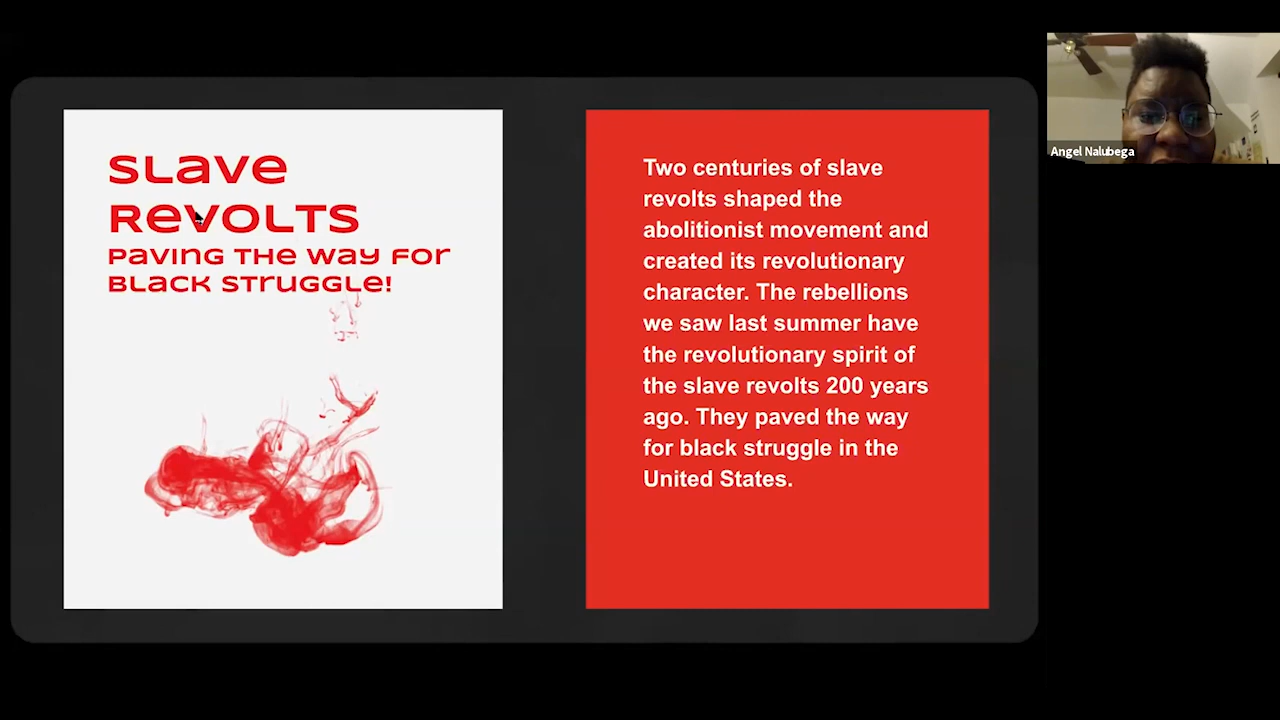 SLave
REVOLTS
Paving THE way For
BLACK STruggLe!
Two centuries of slave
revolts shaped the
abolitionist movement and
created its revolutionary
character. The rebellions
we saw last summer have
the revolutionary spirit of
the slave revolts 200 years
ago. They paved the way
for black struggle in the
United States.
Angel Nalubega